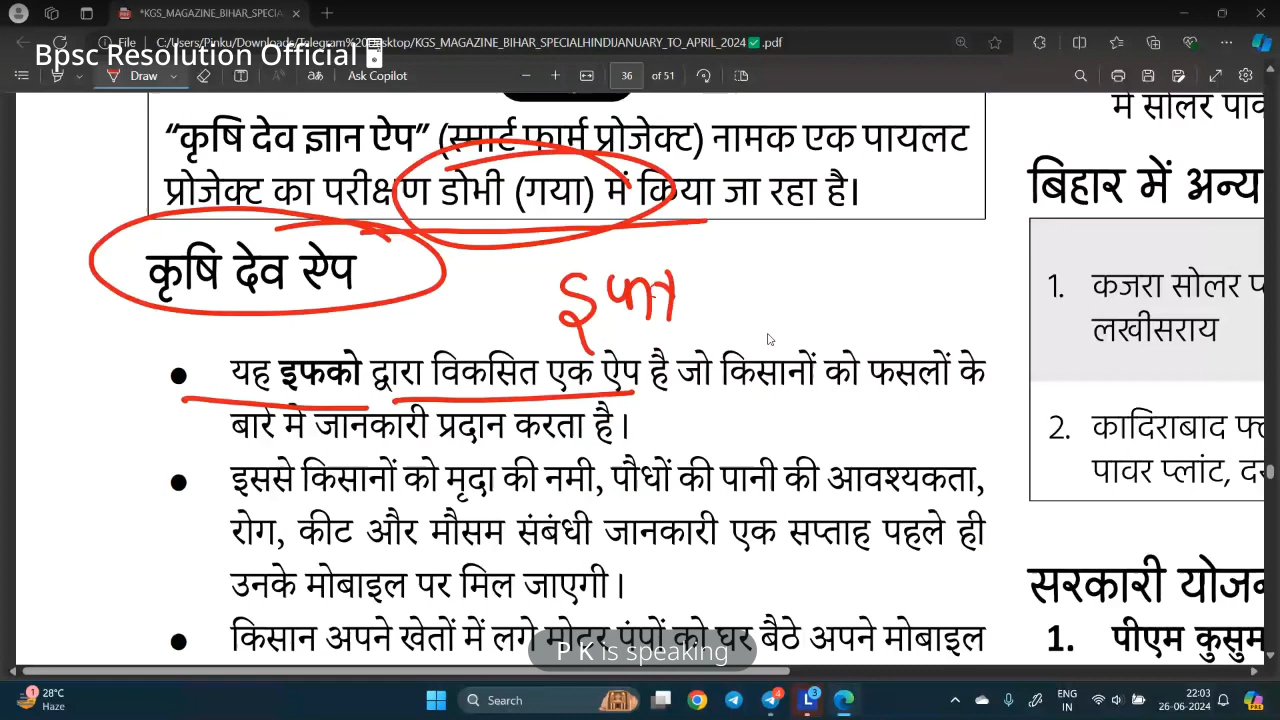 *KGS_MAGAZINE_BIHAR_SPECIA
File
C:/Users/Pinku/Downloads/Telegram%20Desktop/KGS_MAGAZINE_BIHAR_SPECIALHINDIJANUARY_TO_APRIL_2024✅.pdf
Bpsc Resolution Official
Draw
Ask Copilot
36 of 51
“कृषि देव ज्ञान ऐप” (स्मार्ट फार्म प्रोजेक्ट) नामक एक पायलट
प्रोजेक्ट का परीक्षण डोभी (गया) में किया जा रहा है।
कृषि देव ऐप
● यह इफको द्वारा विकसित एक ऐप है जो किसानों को फसलों के
बारे मे जानकारी प्रदान करता है।
● इससे किसानों को मृदा की नमी, पौधों की पानी की आवश्यकता,
रोग, कीट और मौसम संबंधी जानकारी एक सप्ताह पहले ही
उनके मोबाइल पर मिल जाएगी।
● किसान अपने खेतों में लगे मोटर पंपों को घर बैठे अपने मोबाइल
में सोलर पाव
बिहार में अन्य
1. कजरा सोलर
लखीसराय
2. कादिराबाद
पावर प्लांट,
सरकारी योजन
1. पीएम कुसुम
P K is speaking
1
28°C
Haze
Search
4
3
ENG
IN
22:03
26-06-2024